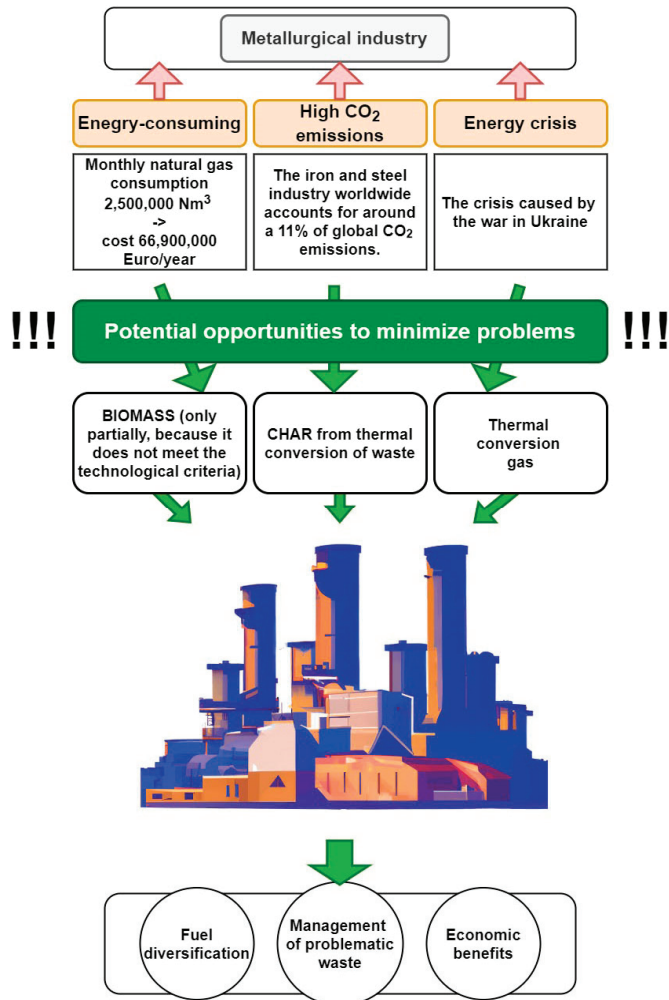 Metallurgical industry
Enegry-consuming
High CO₂
emissions
Energy crisis
Monthly natural gas
consumption
2,500,000 Nm³
->
cost 66,900,000
Euro/year
The iron and steel
industry worldwide
accounts for around
a 11% of global CO₂
emissions.
The crisis caused by
the war in Ukraine
!!!
Potential opportunities to minimize problems
!!!
BIOMASS (only
partially, because it
does not meet the
technological criteria)
CHAR from thermal
conversion of waste
Thermal
conversion
gas
Fuel
diversification
Management
of problematic
waste
Economic
benefits